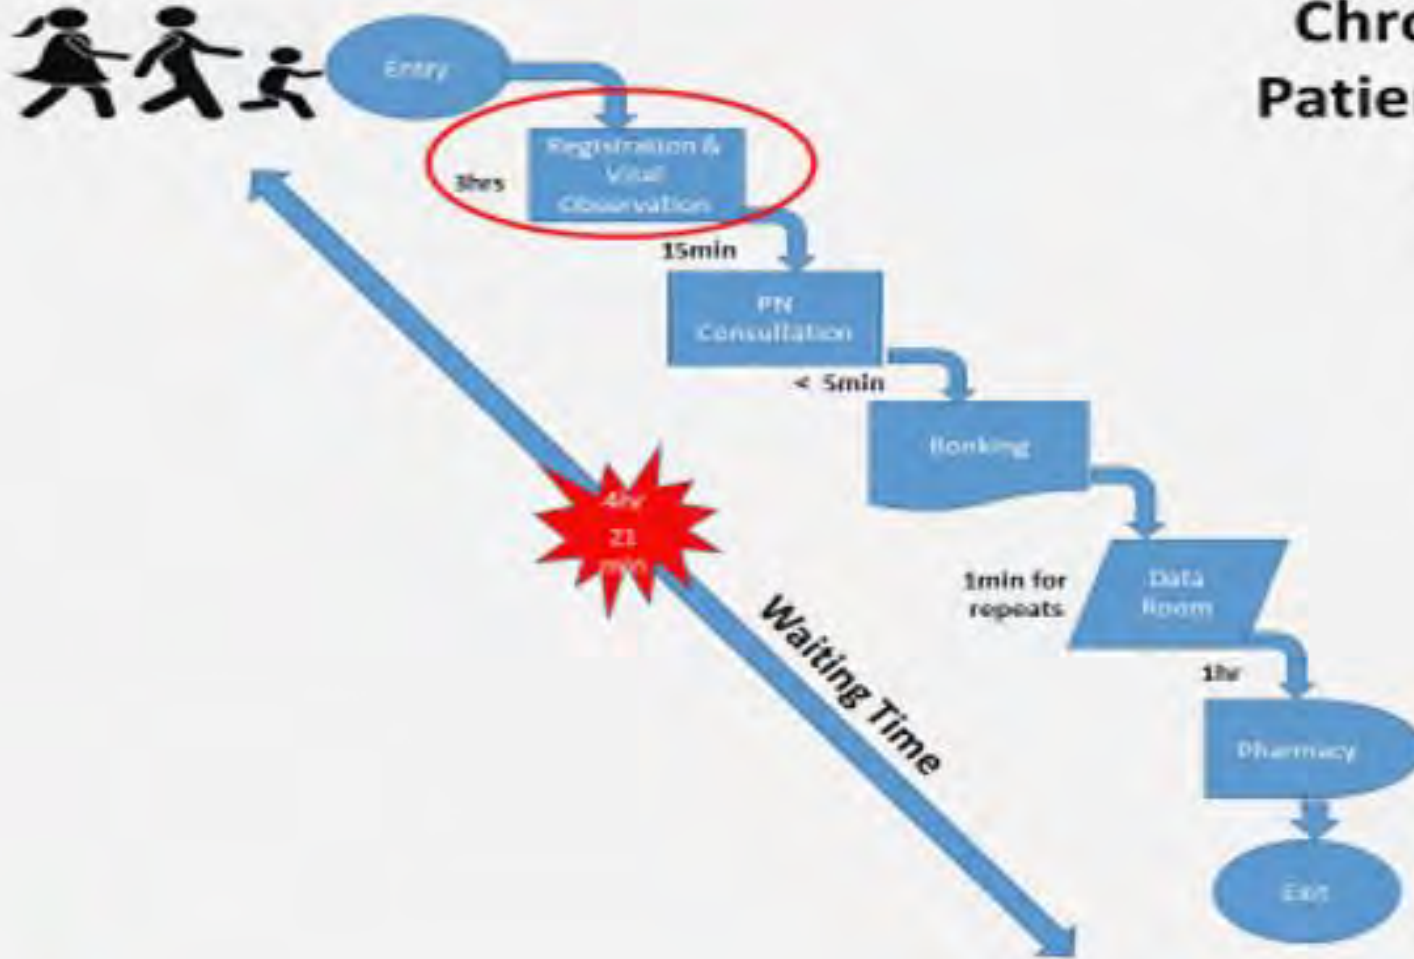 Chro
Patie
Entry
Registration &
Vital
Observation
3hrs
15min
PN
Consultation
< 5min
Booking
4hr
21
min
1min for
repeats
Data
Room
Waiting Time
1hr
Pharmacy
Exit